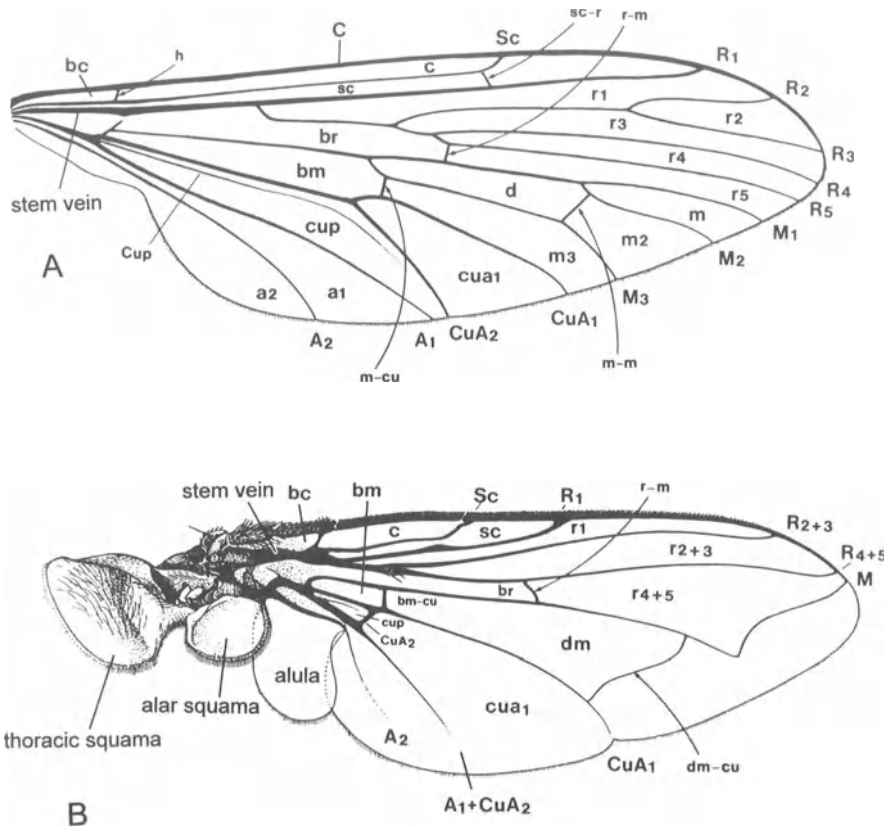 sc-r r-m
C Sc
h c R1
bc sc R2
r1
r2
br r3
R3
bm r4
R4
stem vein d r5 R5
m M1
cup m2
Cup M2
A m3
cua1 M3
a2 a1 CuA1
A2 A1 CuA2
m-cu m-m
r-m
stem vein bc bm Sc R1
c sc r1 R2+3
r2+3 R4+5
M
bm-cu br r4+5
cup
CuA2
dm
alula
alar squama cua1
thoracic squama A2
CuA1 dm-cu
B A1+CuA2